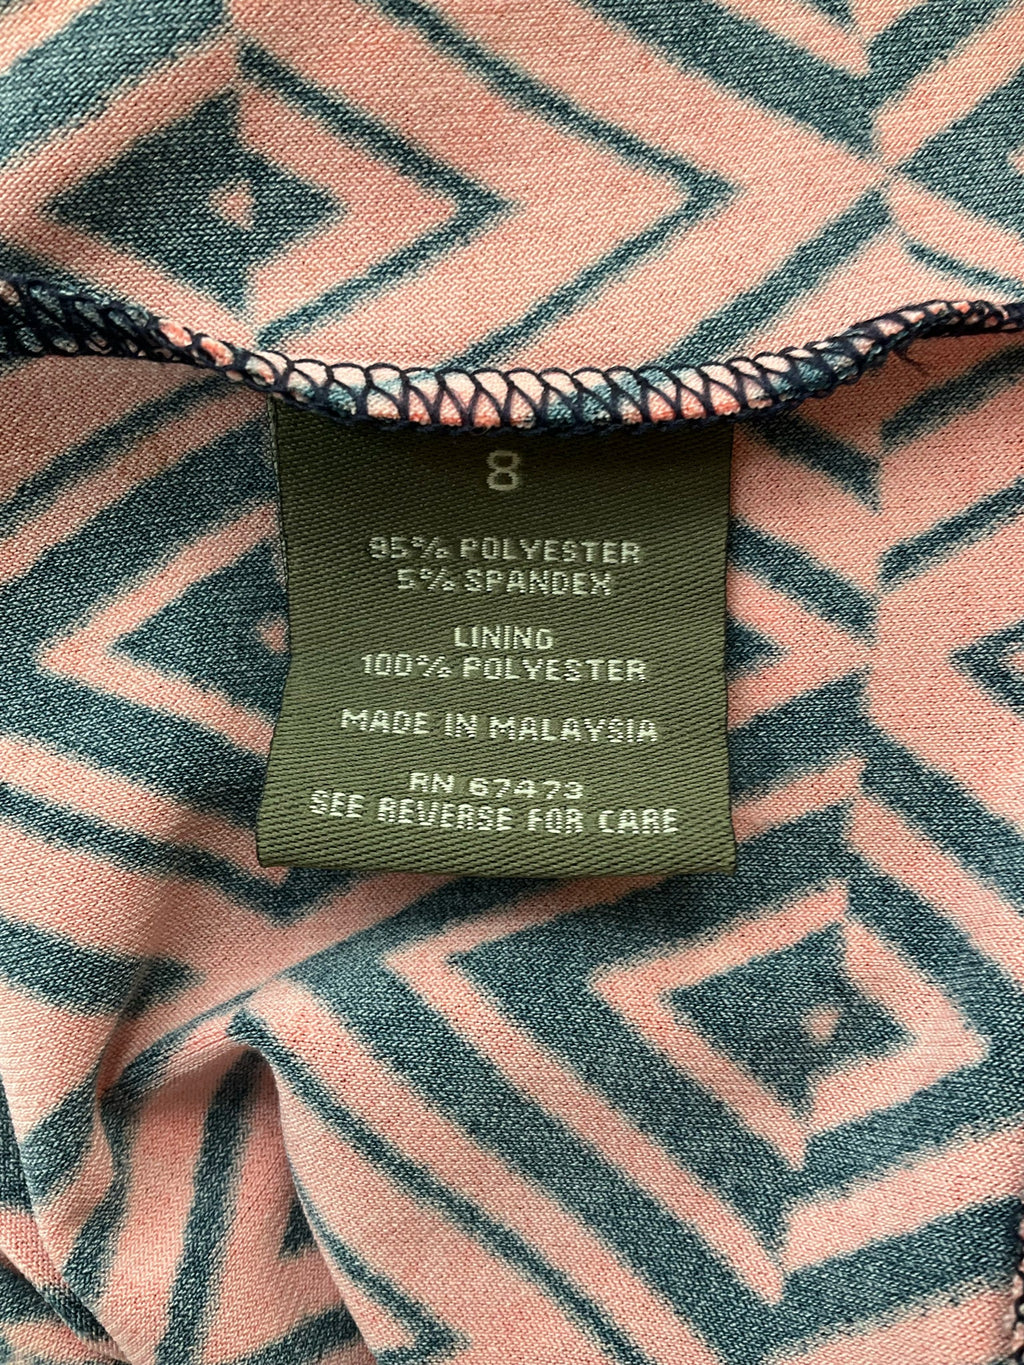 8
95% POLYESTER
5% SPANDEX
LINING
100% POLYESTER
MADE IN MALAYSIA
RN 67473
SEE REVERSE FOR CARE